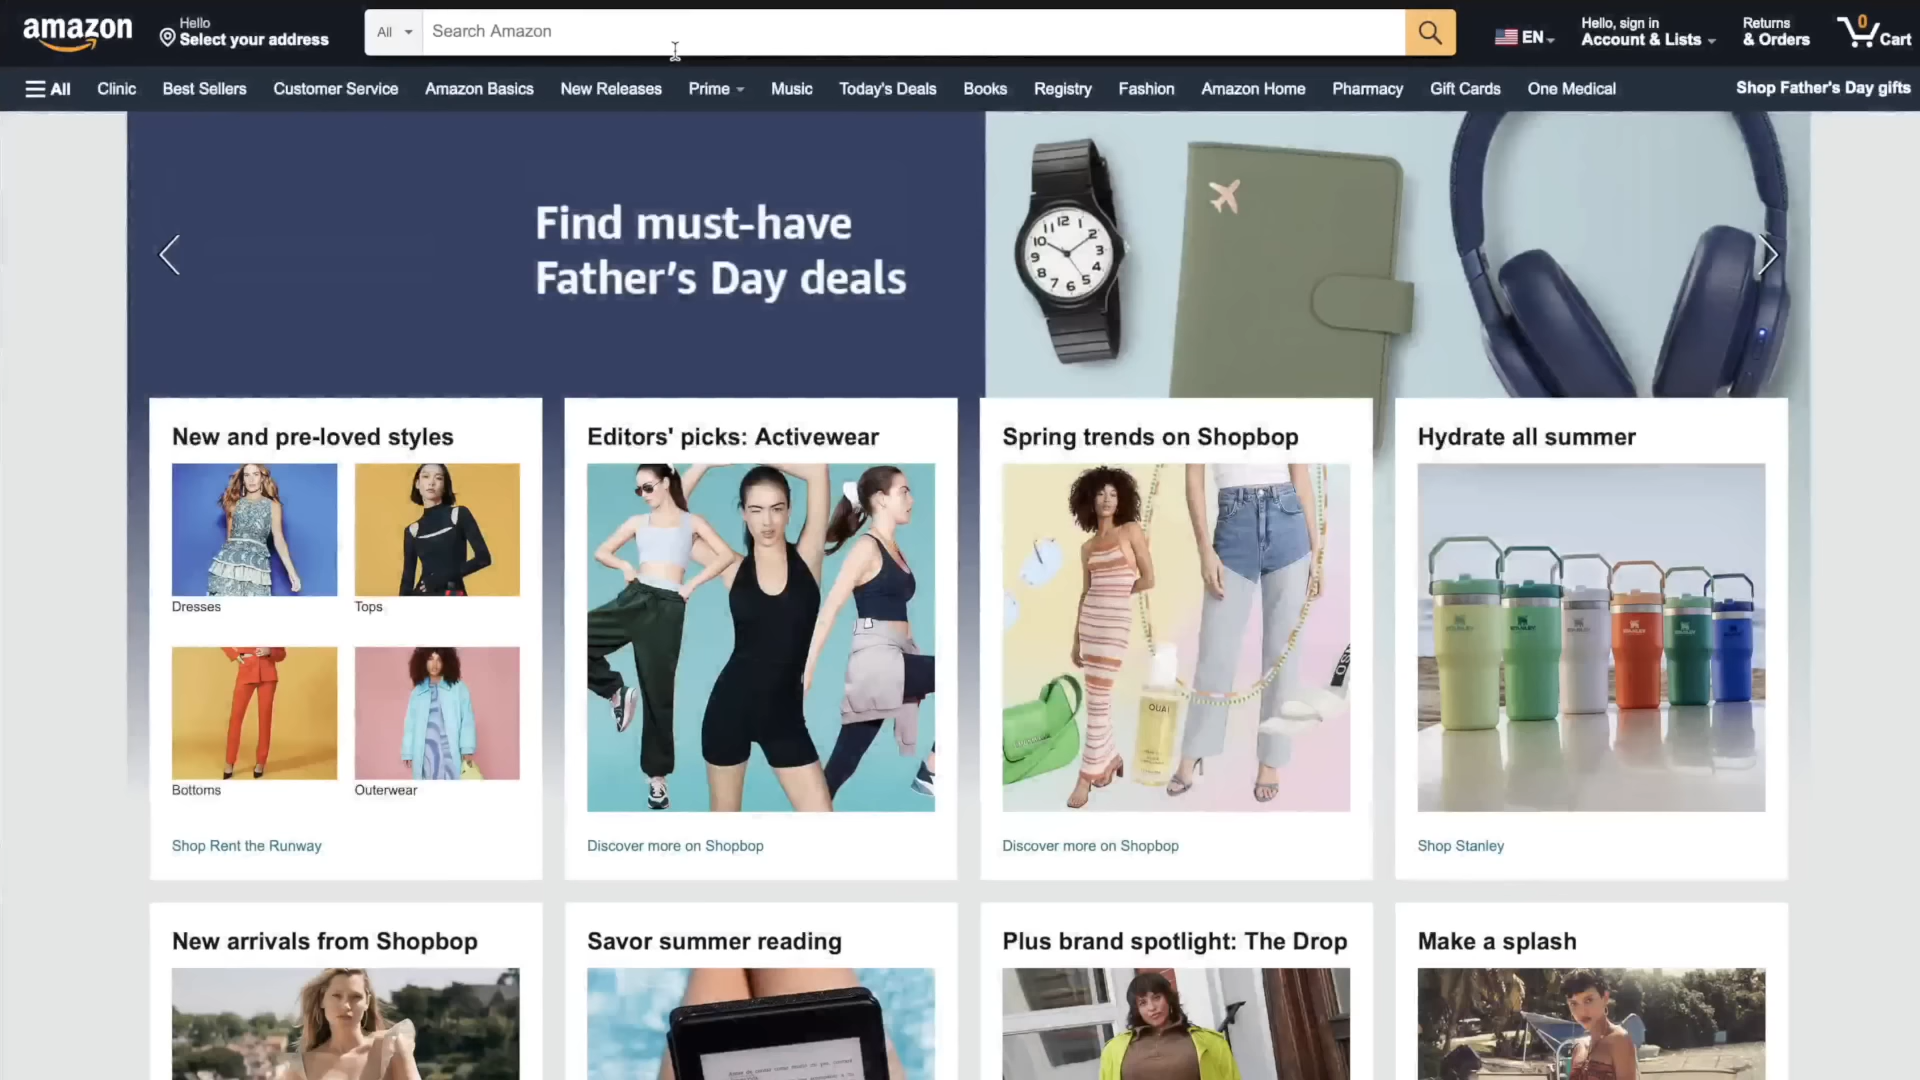 amazon
Hello
Select your address
All
Search Amazon
EN
Hello, sign in
Account & Lists
Returns
& Orders
0
Cart
All
Clinic
Best Sellers
Customer Service
Amazon Basics
New Releases
Prime
Music
Today's Deals
Books
Registry
Fashion
Amazon Home
Pharmacy
Gift Cards
One Medical
Shop Father's Day gifts
Find must-have
Father's Day deals
New and pre-loved styles
Dresses
Tops
Bottoms
Outerwear
Shop Rent the Runway
Editors' picks: Activewear
Discover more on Shopbop
Spring trends on Shopbop
OUAI
Discover more on Shopbop
Hydrate all summer
Shop Stanley
New arrivals from Shopbop
Savor summer reading
Plus brand spotlight: The Drop
Make a splash